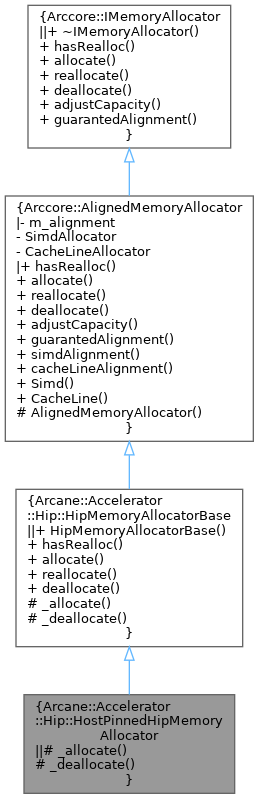 {Arccore::IMemoryAllocator
||+ ~IMemoryAllocator()
+ hasRealloc()
+ allocate()
+ reallocate()
+ deallocate()
+ adjustCapacity()
+ guarantedAlignment()
}
{Arccore::AlignedMemoryAllocator
|- m_alignment
- SimdAllocator
- CacheLineAllocator
|+ hasRealloc()
+ allocate()
+ reallocate()
+ deallocate()
+ adjustCapacity()
+ guarantedAlignment()
+ simdAlignment()
+ cacheLineAlignment()
+ Simd()
+ CacheLine()
# AlignedMemoryAllocator()
}
{Arcane::Accelerator
::Hip::HipMemoryAllocatorBase
||+ HipMemoryAllocatorBase()
+ hasRealloc()
+ allocate()
+ reallocate()
+ deallocate()
# _allocate()
# _deallocate()
}
{Arcane::Accelerator
::Hip::HostPinnedHipMemory
Allocator
||# _allocate()
# _deallocate()
}